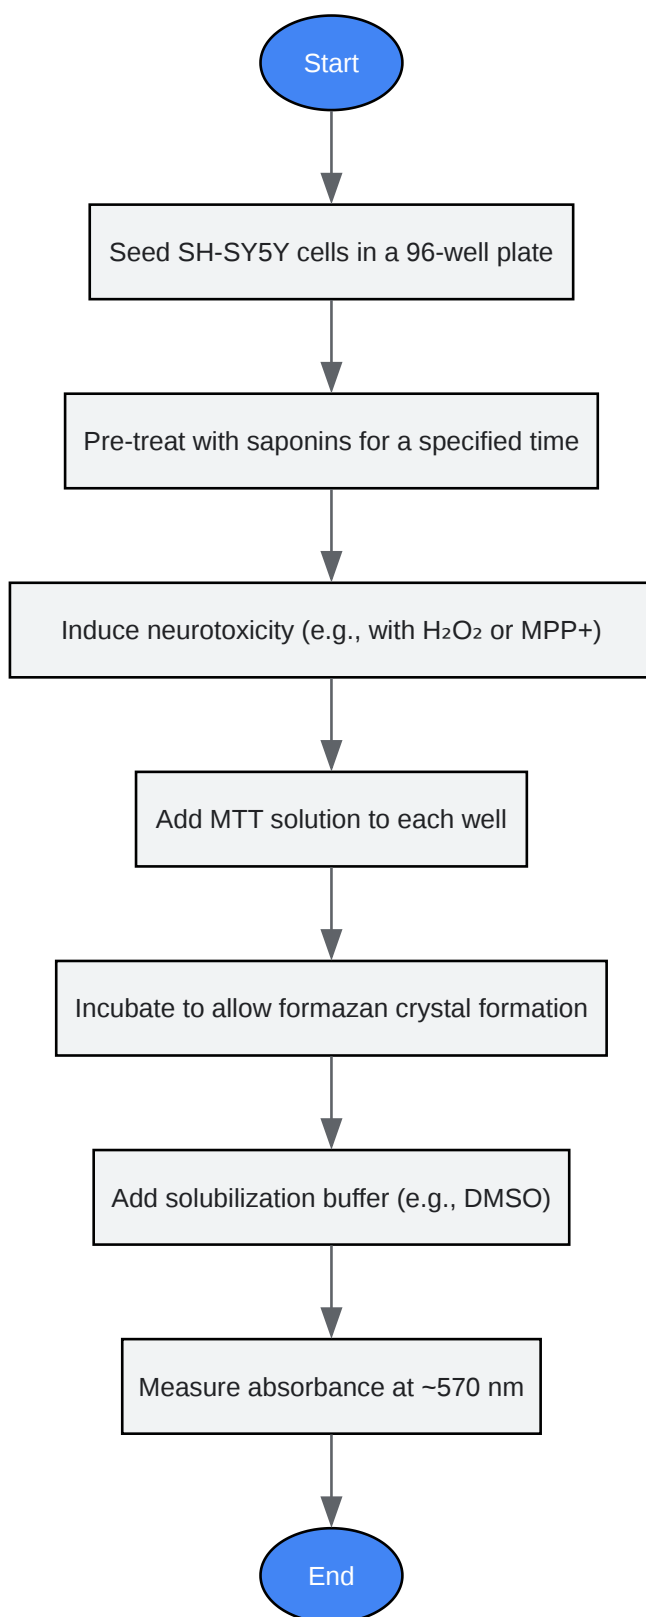 Start
Seed SH-SY5Y cells in a 96-well plate
Pre-treat with saponins for a specified time
Induce neurotoxicity (e.g., with H₂O₂ or MPP+)
Add MTT solution to each well
Incubate to allow formazan crystal formation
Add solubilization buffer (e.g., DMSO)
Measure absorbance at ~570 nm
End